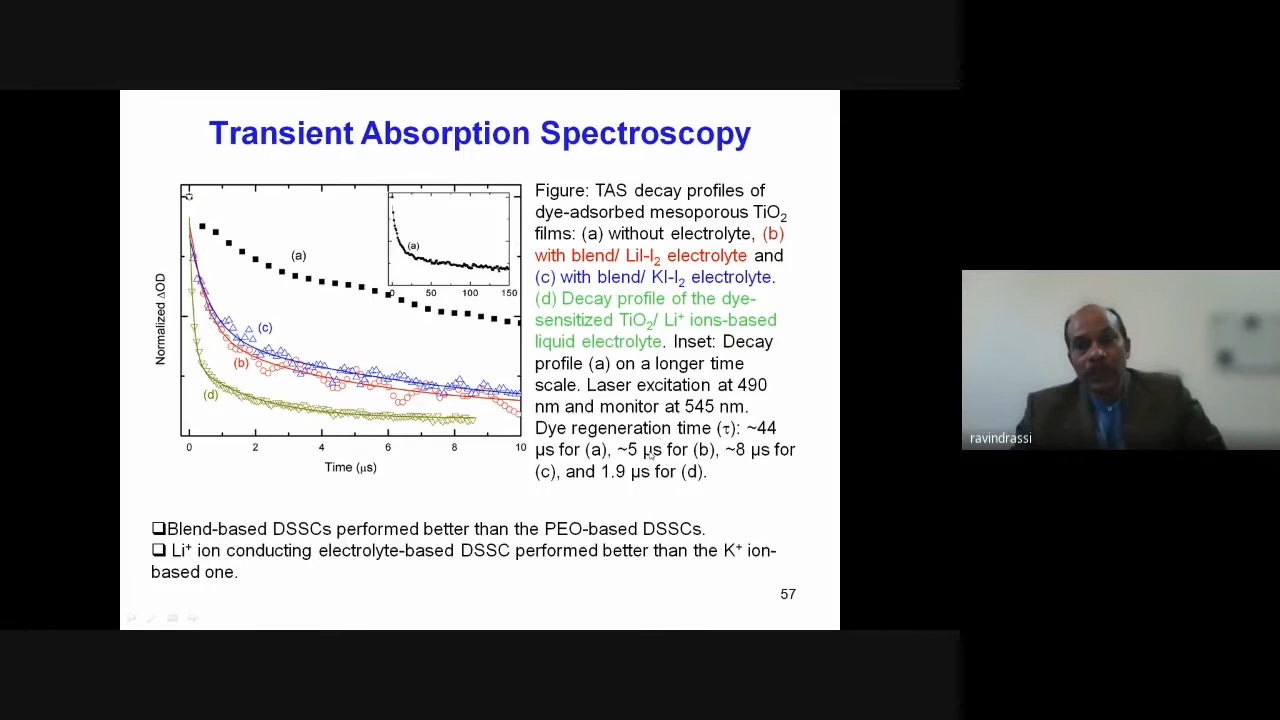 Transient Absorption Spectroscopy
Figure: TAS decay profiles of
dye-adsorbed mesoporous TiO2
films: (a) without electrolyte, (b)
with blend/ LiI-I2 electrolyte and
(c) with blend/ KI-I2 electrolyte.
(d) Decay profile of the dye-
sensitized TiO2/ Li+ ions-based
liquid electrolyte. Inset: Decay
profile (a) on a longer time
scale. Laser excitation at 490
nm and monitor at 545 nm.
Dye regeneration time (τ): ~44
μs for (a), ~5 μs for (b), ~8 μs for
(c), and 1.9 μs for (d).
Normalized ΔOD
(a)
(a)
0 50 100 150
(c)
(b)
(d)
0 2 4 6 8 10
Time (μs)
❑Blend-based DSSCs performed better than the PEO-based DSSCs.
❑ Li+ ion conducting electrolyte-based DSSC performed better than the K+ ion-
based one.
57
ravindrassi